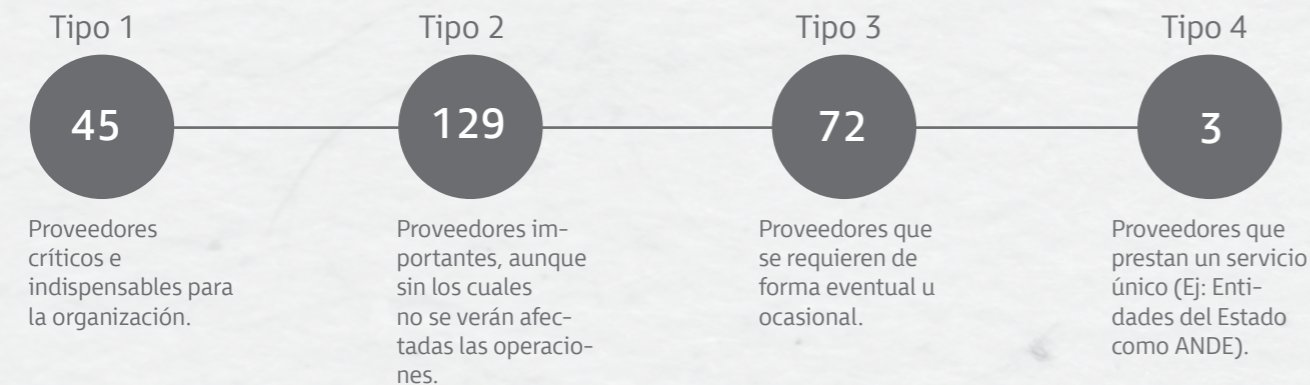 Tipo 1
45
Proveedores
críticos e
indispensables para
la organización.
Tipo 2
129
Proveedores im-
portantes, aunque
sin los cuales
no se verán afec-
tadas las operacio-
nes.
Tipo 3
72
Proveedores que
se requieren de
forma eventual u
ocasional.
Tipo 4
3
Proveedores que
prestan un servicio
único (Ej: Enti-
dades del Estado
como ANDE).